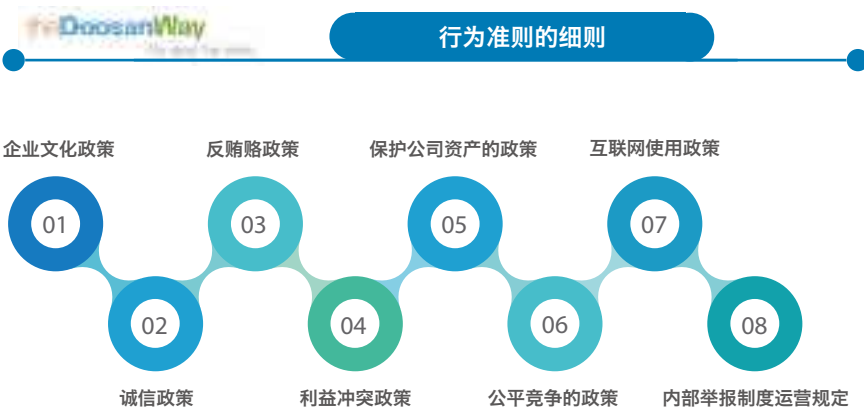 the DoosanWay
行为准则的细则
企业文化政策
反贿赂政策
保护公司资产的政策
互联网使用政策
01
03
05
07
02
04
06
08
诚信政策
利益冲突政策
公平竞争的政策
内部举报制度运营规定